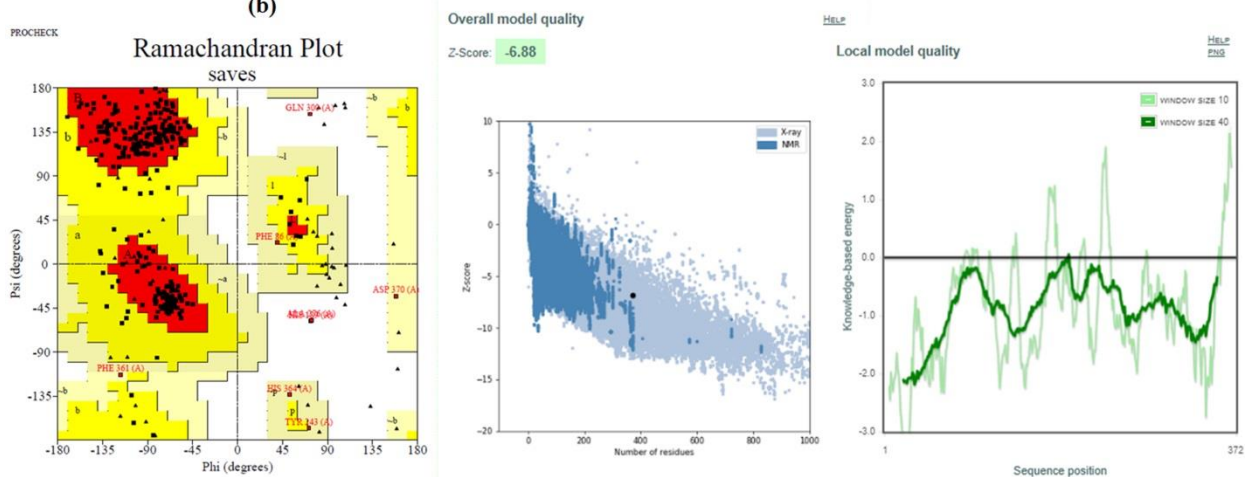 (b)
PROCHECK
Ramachandran Plot
saves
B
b
~b
~b
b
~b
GLN 309 (A)
~l
l
a
A
L
PHE 86 (A)
~a
ASP 370 (A)
PHE 361 (A)
~b
b
HIS 364 (A)
~p
p
TYR 343 (A)
~b
180
135
90
45
0
-45
-90
-135
-180
-135
-90
-45
0
45
90
135
180
Psi (degrees)
Phi (degrees)
Overall model quality
HELP
Z-Score: -6.88
X-ray
NMR
10
5
0
-5
-10
-15
-20
0
200
400
600
800
1000
Z-score
Number of residues
Local model quality
HELP
PNG
WINDOW SIZE 10
WINDOW SIZE 40
3.0
2.0
1.0
0.0
-1.0
-2.0
-3.0
1
372
Knowledge-based energy
Sequence position